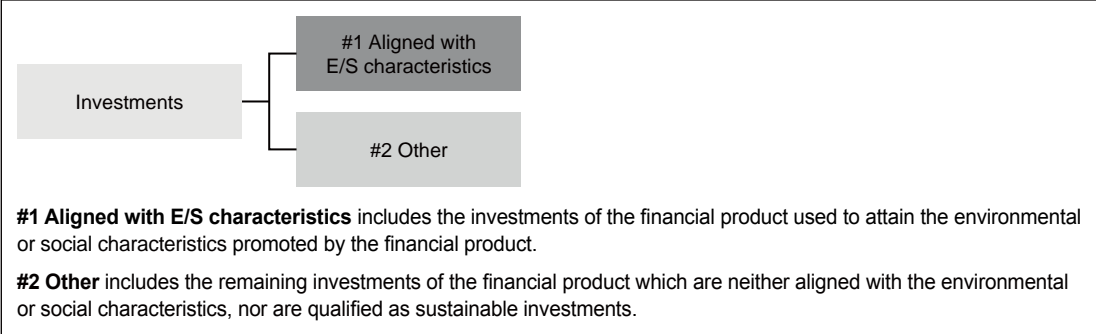 #1 Aligned with
E/S characteristics
Investments
#2 Other
#1 Aligned with E/S characteristics includes the investments of the financial product used to attain the environmental
or social characteristics promoted by the financial product.
#2 Other includes the remaining investments of the financial product which are neither aligned with the environmental
or social characteristics, nor are qualified as sustainable investments.